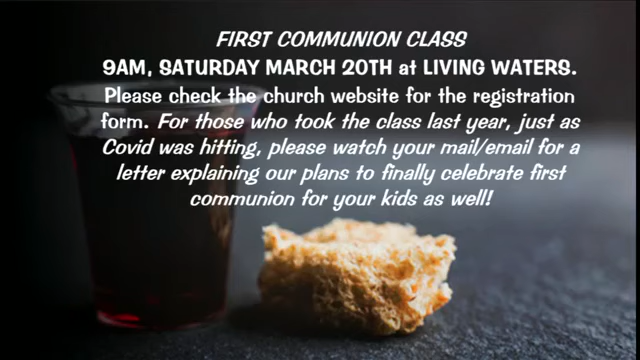 FIRST COMMUNION CLASS
9AM, SATURDAY MARCH 20TH at LIVING WATERS.
Please check the church website for the registration
form. For those who took the class last year, just as
Covid was hitting, please watch your mail/email for a
letter explaining our plans to finally celebrate first
communion for your kids as well!